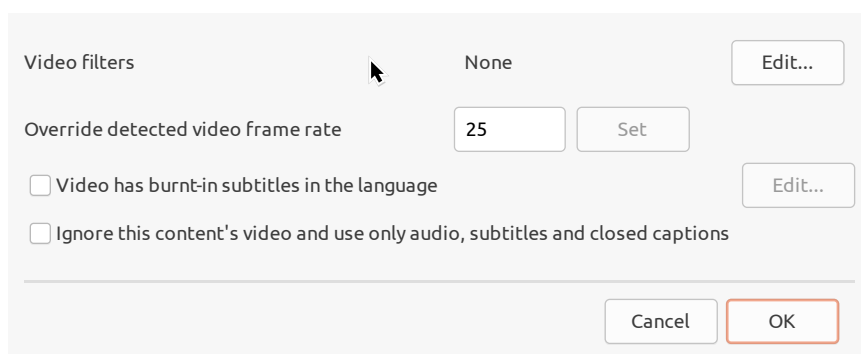 Video filters None Edit...
Override detected video frame rate 25 Set
Video has burnt-in subtitles in the language Edit...
Ignore this content's video and use only audio, subtitles and closed captions
Cancel OK